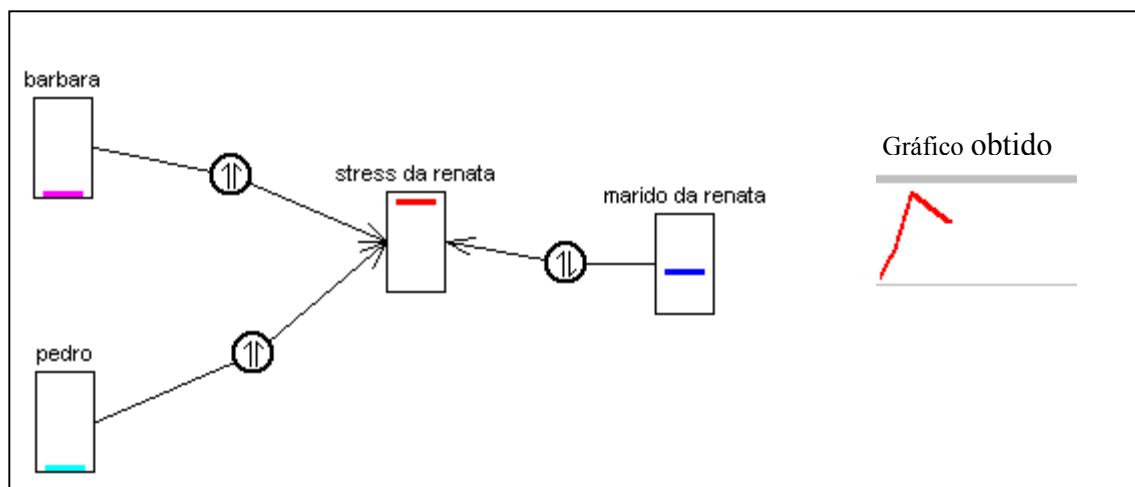 barbara
stress da renata
marido da renata
pedro
Gráfico obtido